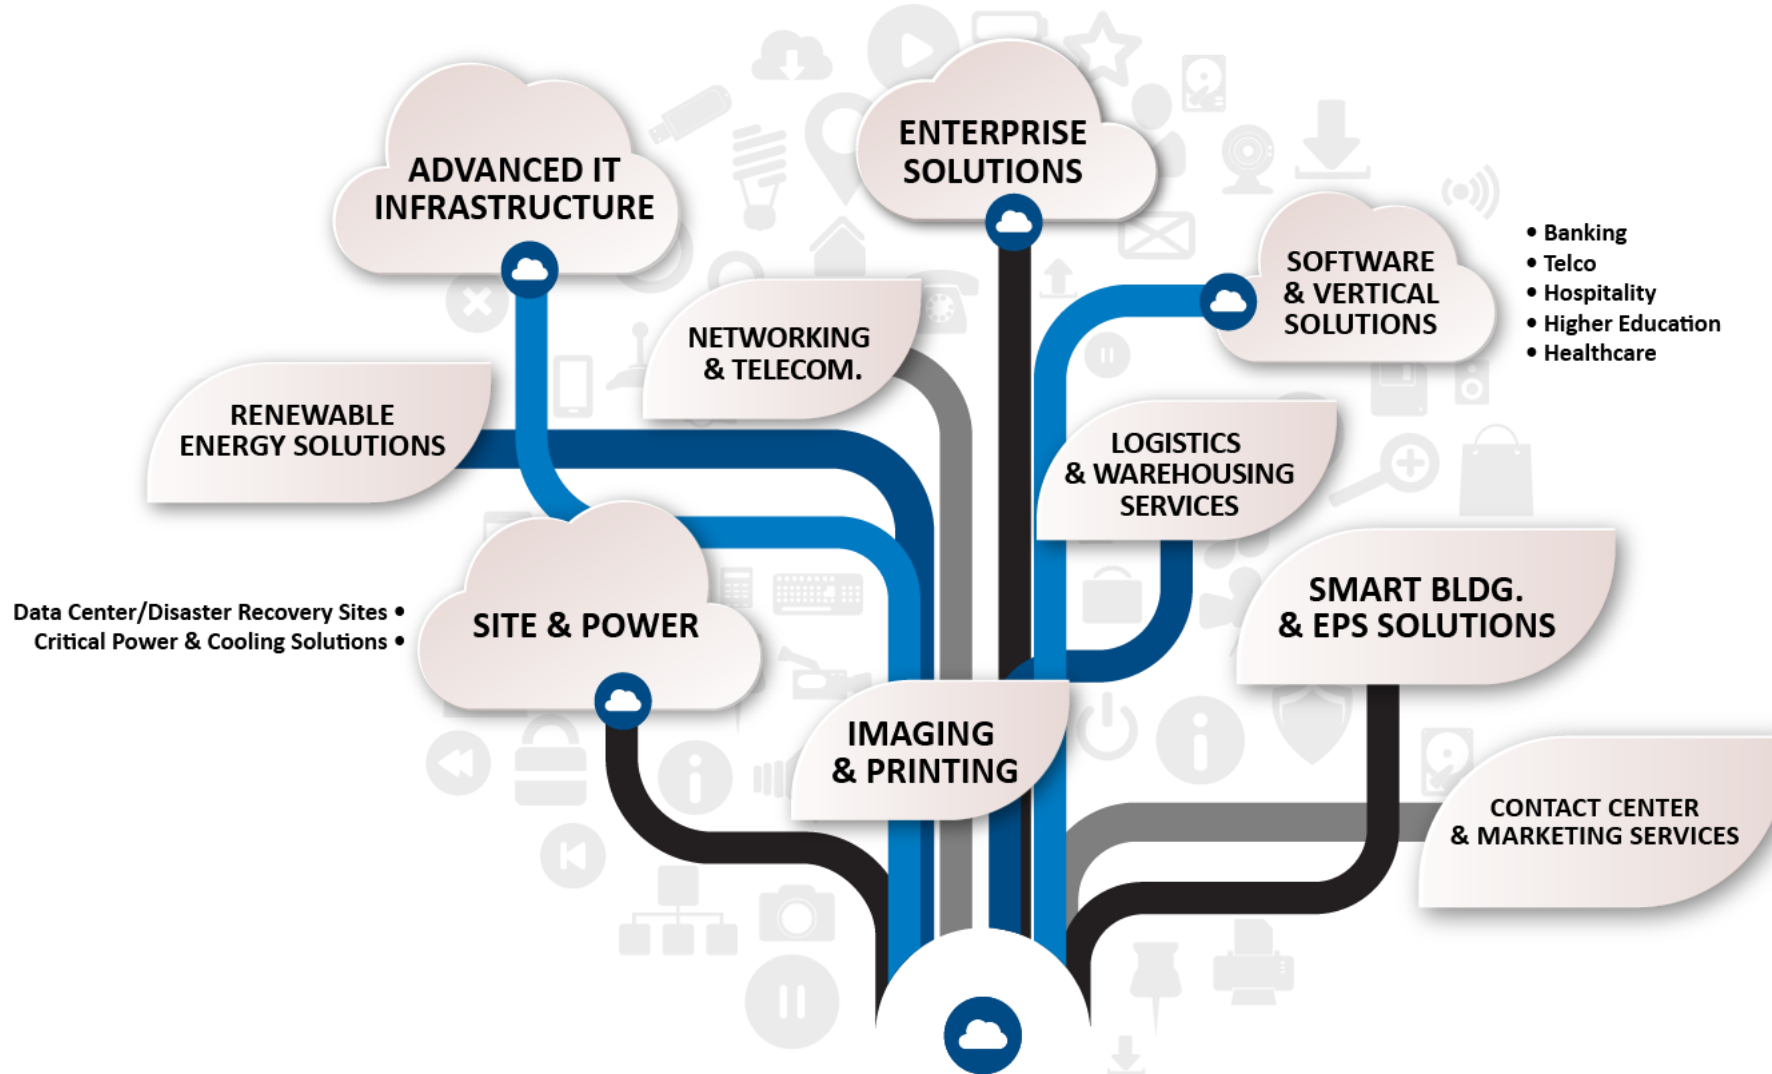 ADVANCED IT
INFRASTRUCTURE
ENTERPRISE
SOLUTIONS
SOFTWARE
& VERTICAL
SOLUTIONS
• Banking
• Telco
• Hospitality
• Higher Education
• Healthcare
NETWORKING
& TELECOM.
RENEWABLE
ENERGY SOLUTIONS
LOGISTICS
& WAREHOUSING
SERVICES
Data Center/Disaster Recovery Sites •
Critical Power & Cooling Solutions •
SITE & POWER
SMART BLDG.
& EPS SOLUTIONS
IMAGING
& PRINTING
CONTACT CENTER
& MARKETING SERVICES